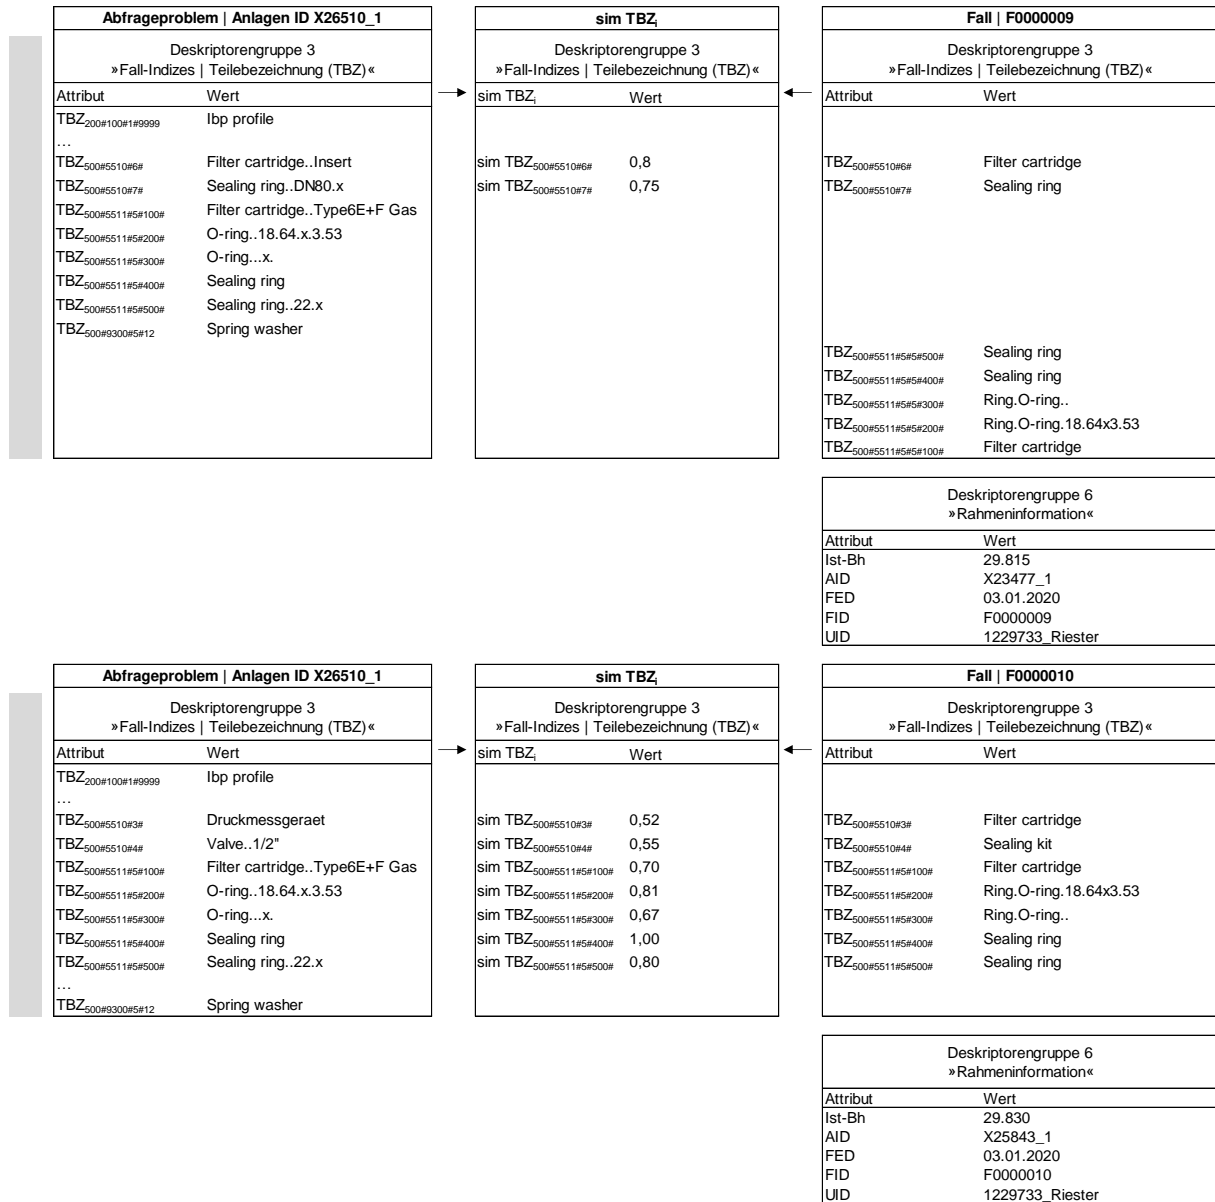 Abfrageproblem | Anlagen ID X26510_1
Deskriptorengruppe 3
»Fall-Indizes | Teilebezeichnung (TBZ)«
Attribut Wert
TBZ200#100#1#9999 Ibp profile
…
TBZ500#5510#6# Filter cartridge..Insert
TBZ500#5510#7# Sealing ring..DN80.x
TBZ500#5511#5#100# Filter cartridge..Type6E+F Gas
TBZ500#5511#5#200# O-ring..18.64.x.3.53
TBZ500#5511#5#300# O-ring...x.
TBZ500#5511#5#400# Sealing ring
TBZ500#5511#5#500# Sealing ring..22.x
TBZ500#9300#5#12 Spring washer
sim TBZi
Deskriptorengruppe 3
»Fall-Indizes | Teilebezeichnung (TBZ)«
sim TBZi Wert
sim TBZ500#5510#6# 0,8
sim TBZ500#5510#7# 0,75
Fall | F0000009
Deskriptorengruppe 3
»Fall-Indizes | Teilebezeichnung (TBZ)«
Attribut Wert
TBZ500#5510#6# Filter cartridge
TBZ500#5510#7# Sealing ring
TBZ500#5511#5#5#500# Sealing ring
TBZ500#5511#5#5#400# Sealing ring
TBZ500#5511#5#5#300# Ring.O-ring..
TBZ500#5511#5#5#200# Ring.O-ring.18.64x3.53
TBZ500#5511#5#5#100# Filter cartridge
Deskriptorengruppe 6
»Rahmeninformation«
Attribut Wert
Ist-Bh 29.815
AID X23477_1
FED 03.01.2020
FID F0000009
UID 1229733_Riester
Abfrageproblem | Anlagen ID X26510_1
Deskriptorengruppe 3
»Fall-Indizes | Teilebezeichnung (TBZ)«
Attribut Wert
TBZ200#100#1#9999 Ibp profile
…
TBZ500#5510#3# Druckmessgeraet
TBZ500#5510#4# Valve..1/2"
TBZ500#5511#5#100# Filter cartridge..Type6E+F Gas
TBZ500#5511#5#200# O-ring..18.64.x.3.53
TBZ500#5511#5#300# O-ring...x.
TBZ500#5511#5#400# Sealing ring
TBZ500#5511#5#500# Sealing ring..22.x
…
TBZ500#9300#5#12 Spring washer
sim TBZi
Deskriptorengruppe 3
»Fall-Indizes | Teilebezeichnung (TBZ)«
sim TBZi Wert
sim TBZ500#5510#3# 0,52
sim TBZ500#5510#4# 0,55
sim TBZ500#5511#5#100# 0,70
sim TBZ500#5511#5#200# 0,81
sim TBZ500#5511#5#300# 0,67
sim TBZ500#5511#5#400# 1,00
sim TBZ500#5511#5#500# 0,80
Fall | F0000010
Deskriptorengruppe 3
»Fall-Indizes | Teilebezeichnung (TBZ)«
Attribut Wert
TBZ500#5510#3# Filter cartridge
TBZ500#5510#4# Sealing kit
TBZ500#5511#5#100# Filter cartridge
TBZ500#5511#5#200# Ring.O-ring.18.64x3.53
TBZ500#5511#5#300# Ring.O-ring..
TBZ500#5511#5#400# Sealing ring
TBZ500#5511#5#500# Sealing ring
Deskriptorengruppe 6
»Rahmeninformation«
Attribut Wert
Ist-Bh 29.830
AID X25843_1
FED 03.01.2020
FID F0000010
UID 1229733_Riester